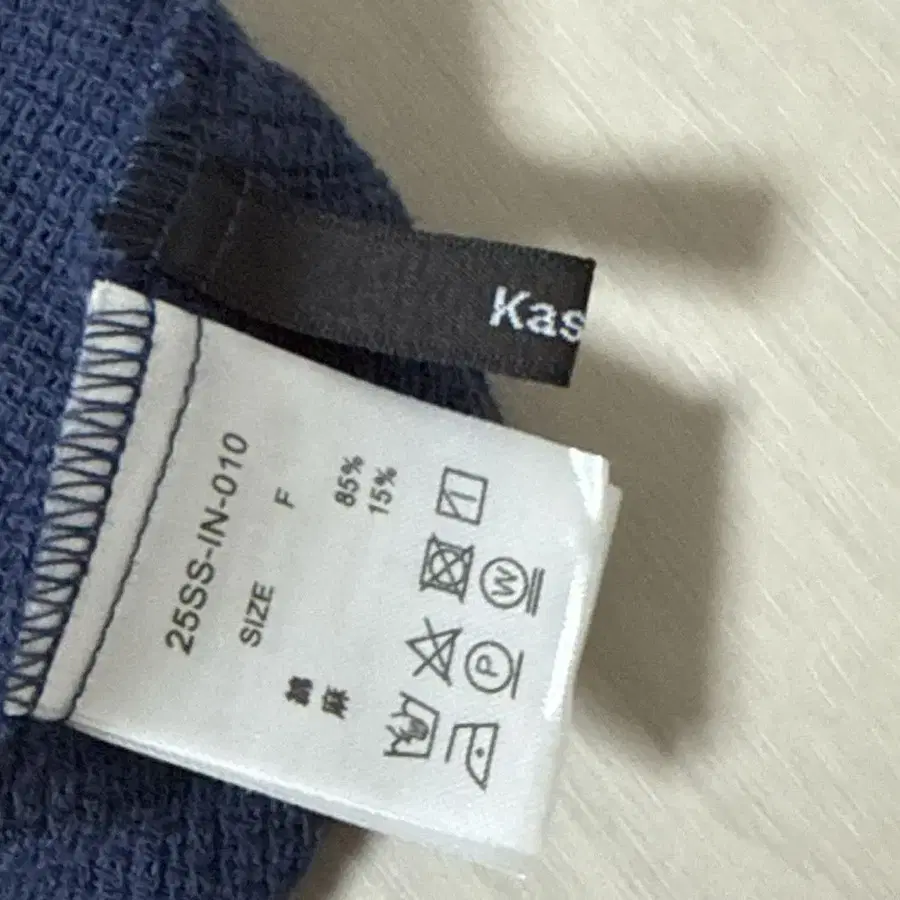 Kas
25SS-IN-010
SIZE F
綿 85%
麻 15%
W
P